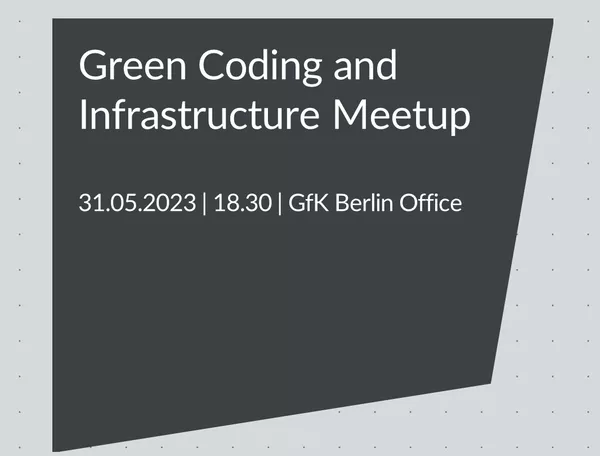 Green Coding and
Infrastructure Meetup
31.05.2023 | 18.30 | GfK Berlin Office